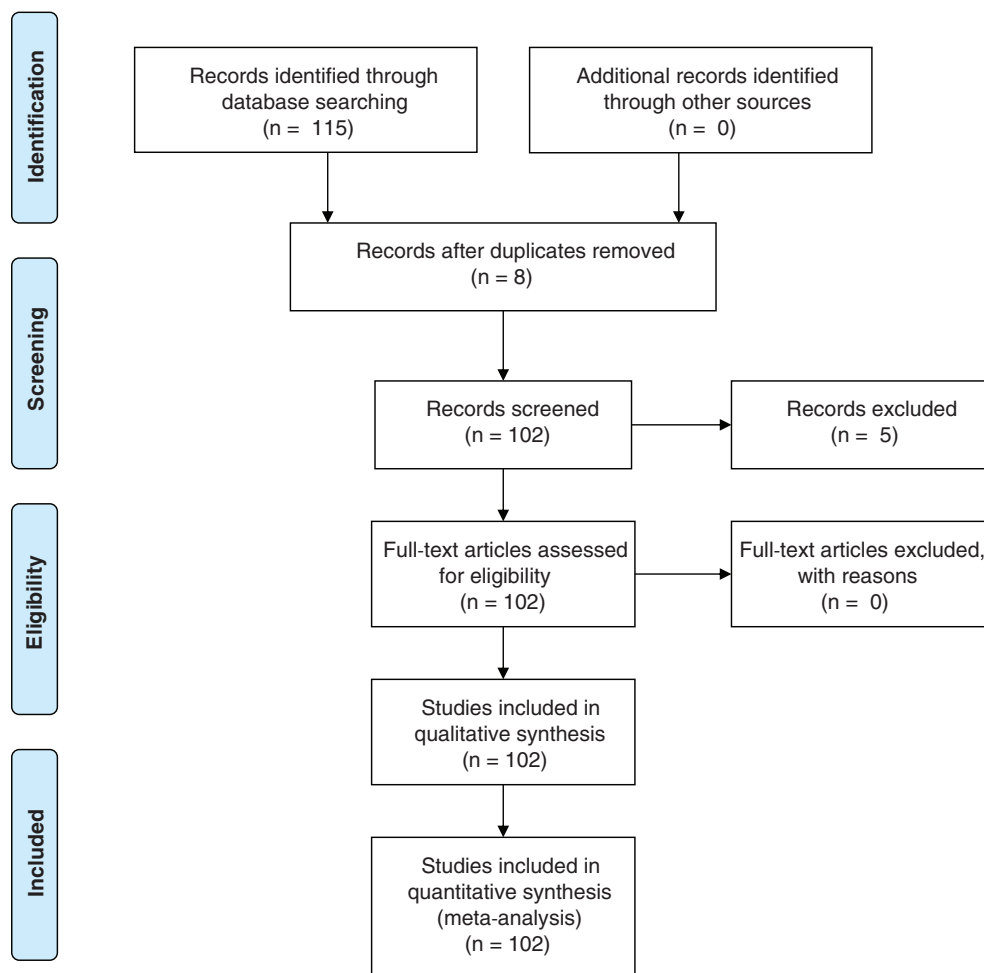 Identification
Records identified through
database searching
(n = 115)
Additional records identified
through other sources
(n = 0)
Records after duplicates removed
(n = 8)
Screening
Records screened
(n = 102)
Records excluded
(n = 5)
Eligibility
Full-text articles assessed
for eligibility
(n = 102)
Full-text articles excluded,
with reasons
(n = 0)
Studies included in
qualitative synthesis
(n = 102)
Included
Studies included in
quantitative synthesis
(meta-analysis)
(n = 102)